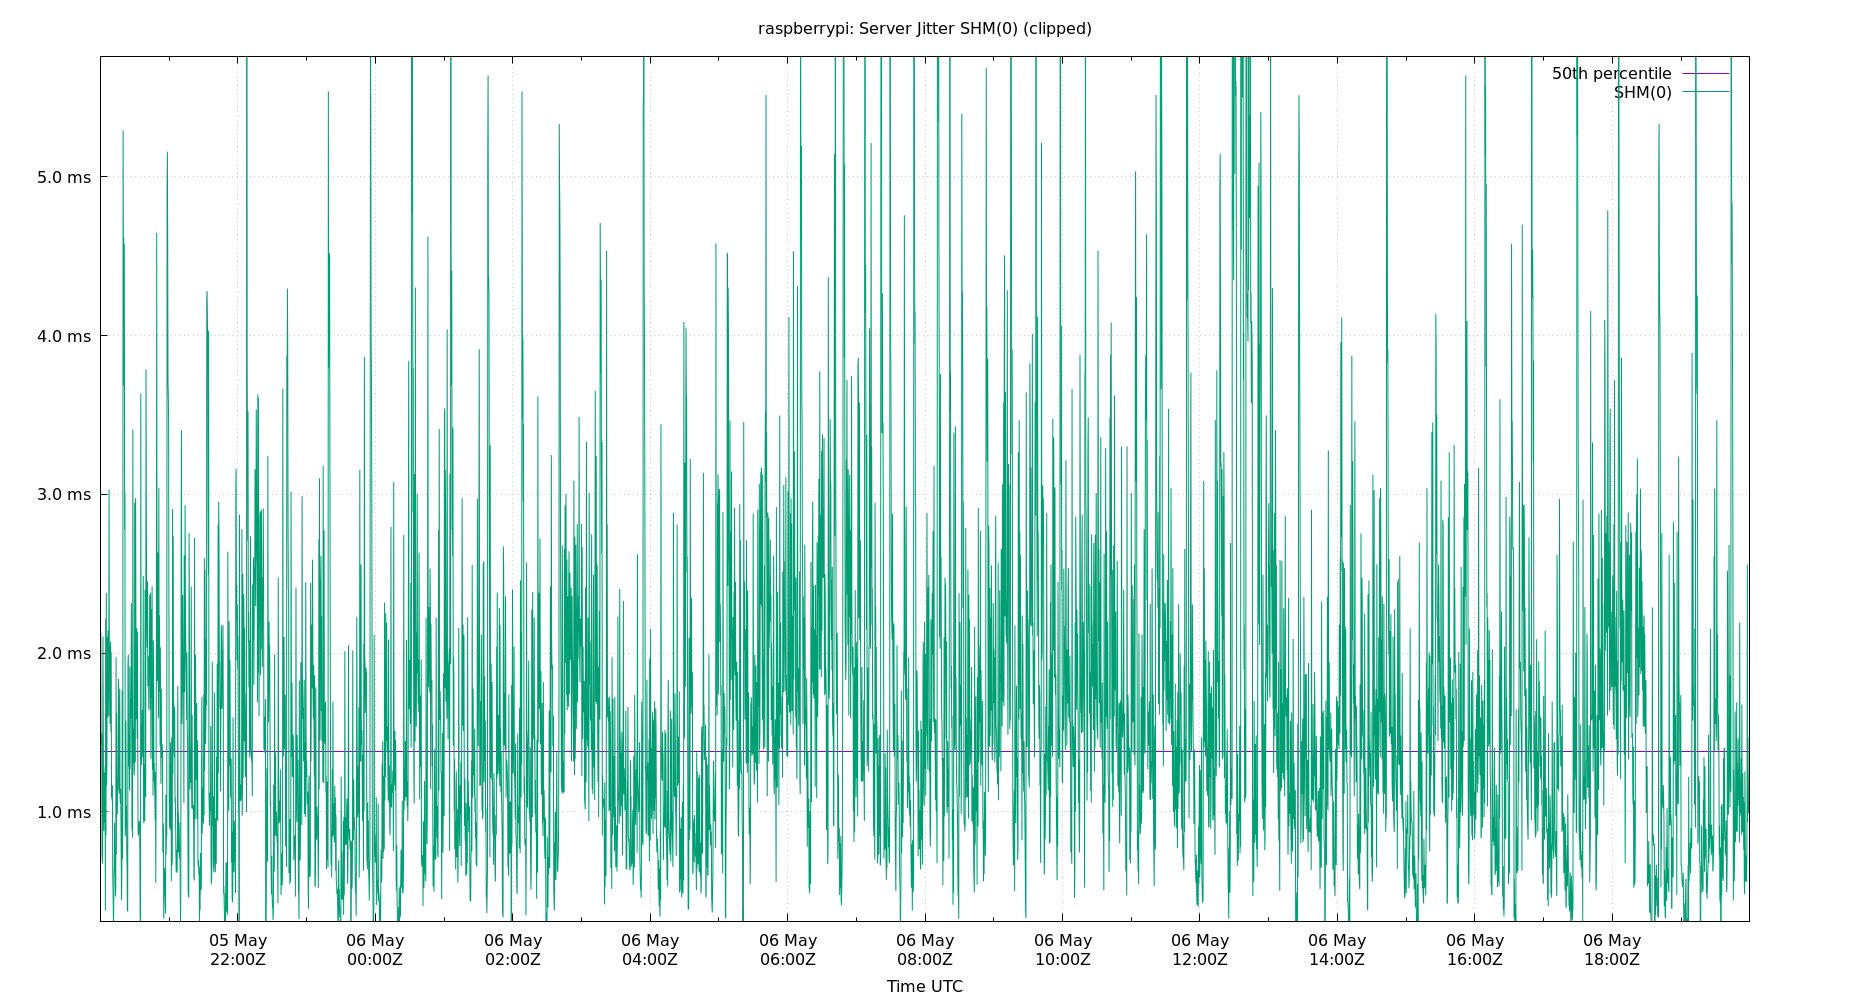 raspberrypi: Server Jitter SHM(0) (clipped)
50th percentile
SHM(0)
5.0 ms
4.0 ms
3.0 ms
2.0 ms
1.0 ms
05 May 06 May 06 May 06 May 06 May 06 May 06 May 06 May 06 May 06 May 06 May
22:00Z 00:00Z 02:00Z 04:00Z 06:00Z 08:00Z 10:00Z 12:00Z 14:00Z 16:00Z 18:00Z
Time UTC